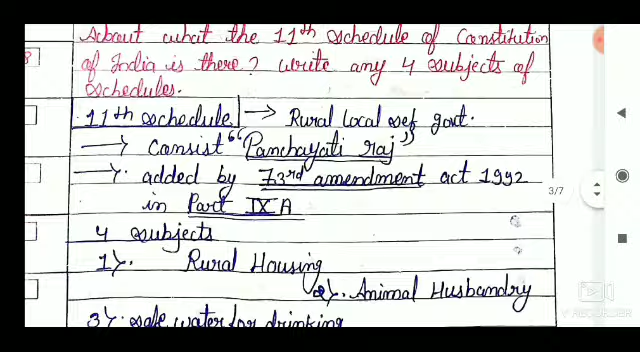 About what the 11th schedule of Constitution
of India is there? write any 4 subjects of
schedules.
11th schedule → Rural local self govt.
→ Consist "Panchayati raj"
→ added by 73rd amendment act 1992
in Part IX A
4 subjects
1). Rural Housing
2). Animal Husbandry
3). safe water for drinking
3/7